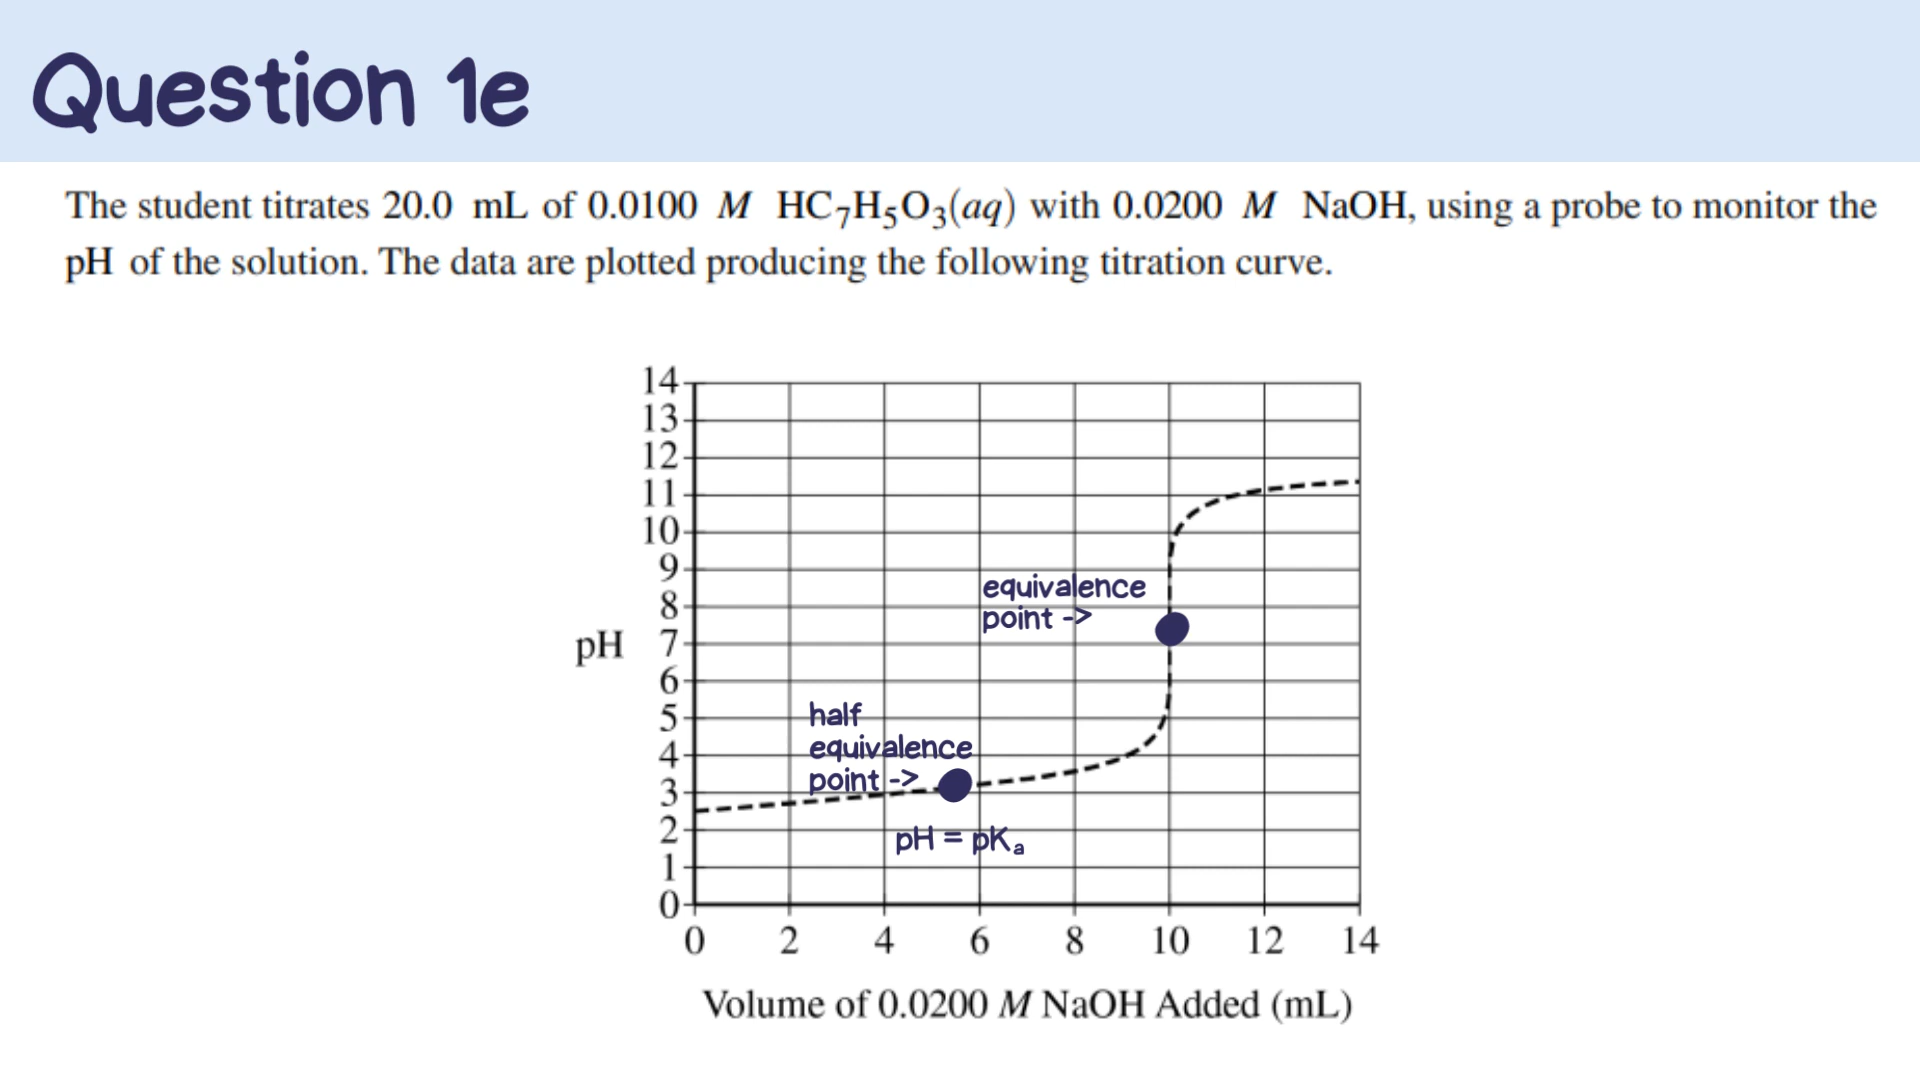 Question 1e
The student titrates 20.0 mL of 0.0100 M HC₇H₅O₃(aq) with 0.0200 M NaOH, using a probe to monitor the
pH of the solution. The data are plotted producing the following titration curve.
14
13
12
11
10
9
8
7
6
5
4
3
2
1
0
pH
equivalence
point ->
half
equivalence
point ->
pH = pKₐ
0 2 4 6 8 10 12 14
Volume of 0.0200 M NaOH Added (mL)